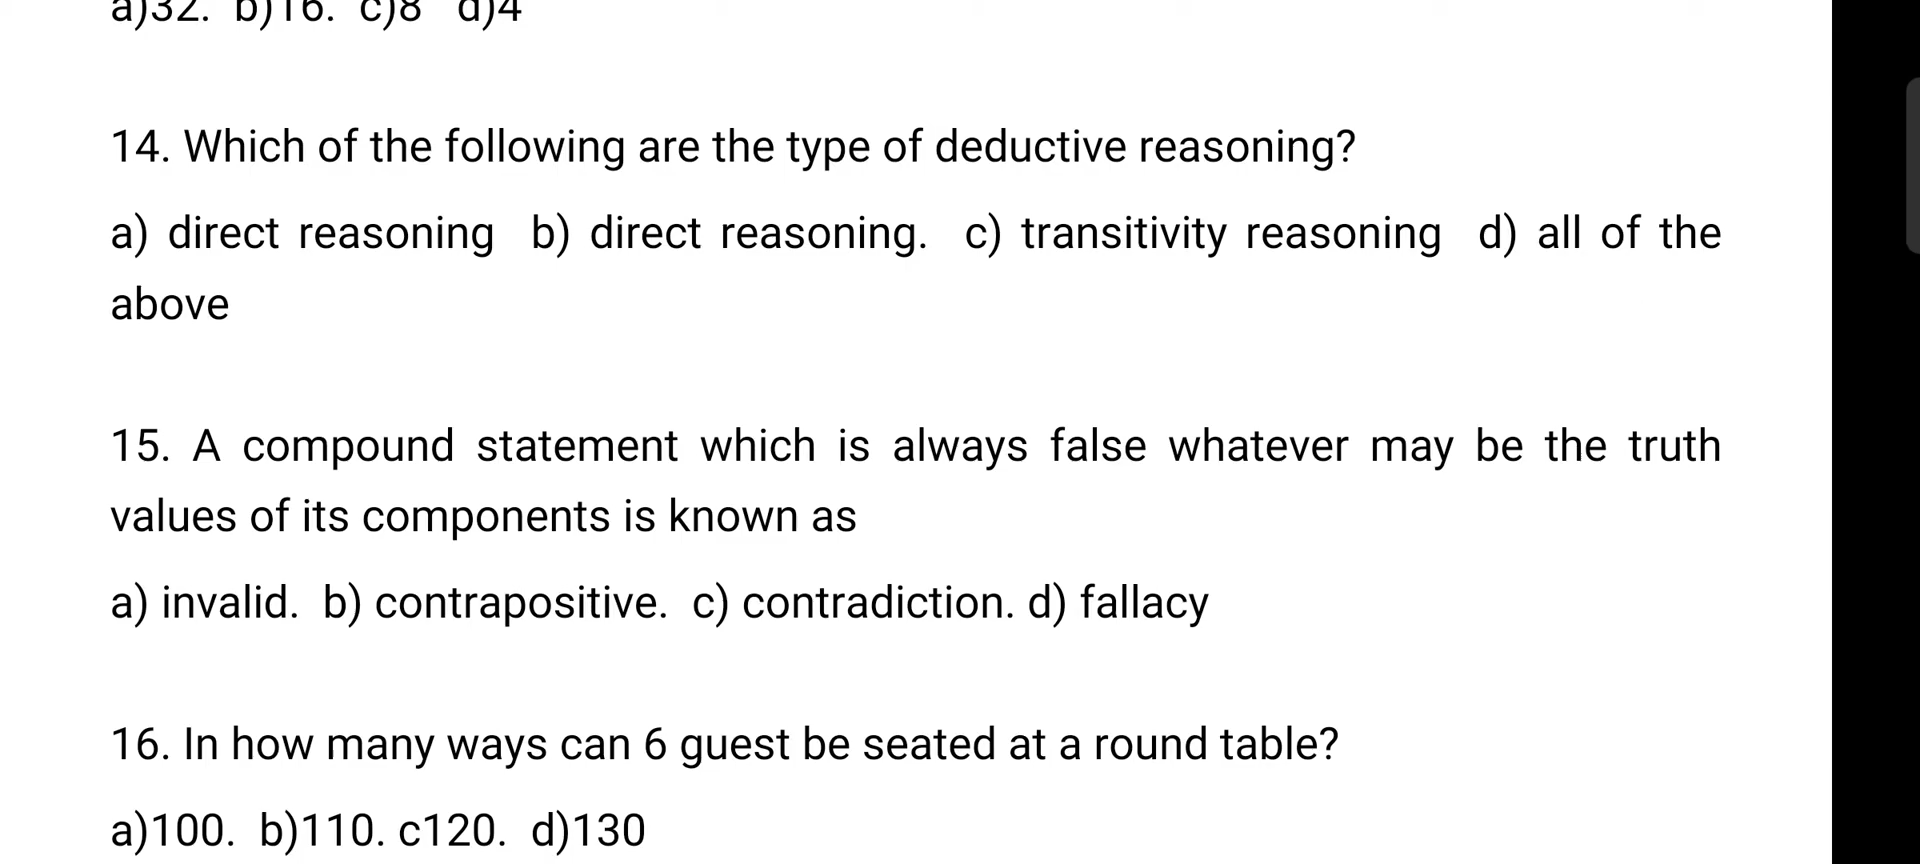 a)32. b)16. c)8 d)4
14. Which of the following are the type of deductive reasoning?
a) direct reasoning b) direct reasoning. c) transitivity reasoning d) all of the
above
15. A compound statement which is always false whatever may be the truth
values of its components is known as
a) invalid. b) contrapositive. c) contradiction. d) fallacy
16. In how many ways can 6 guest be seated at a round table?
a)100. b)110. c120. d)130